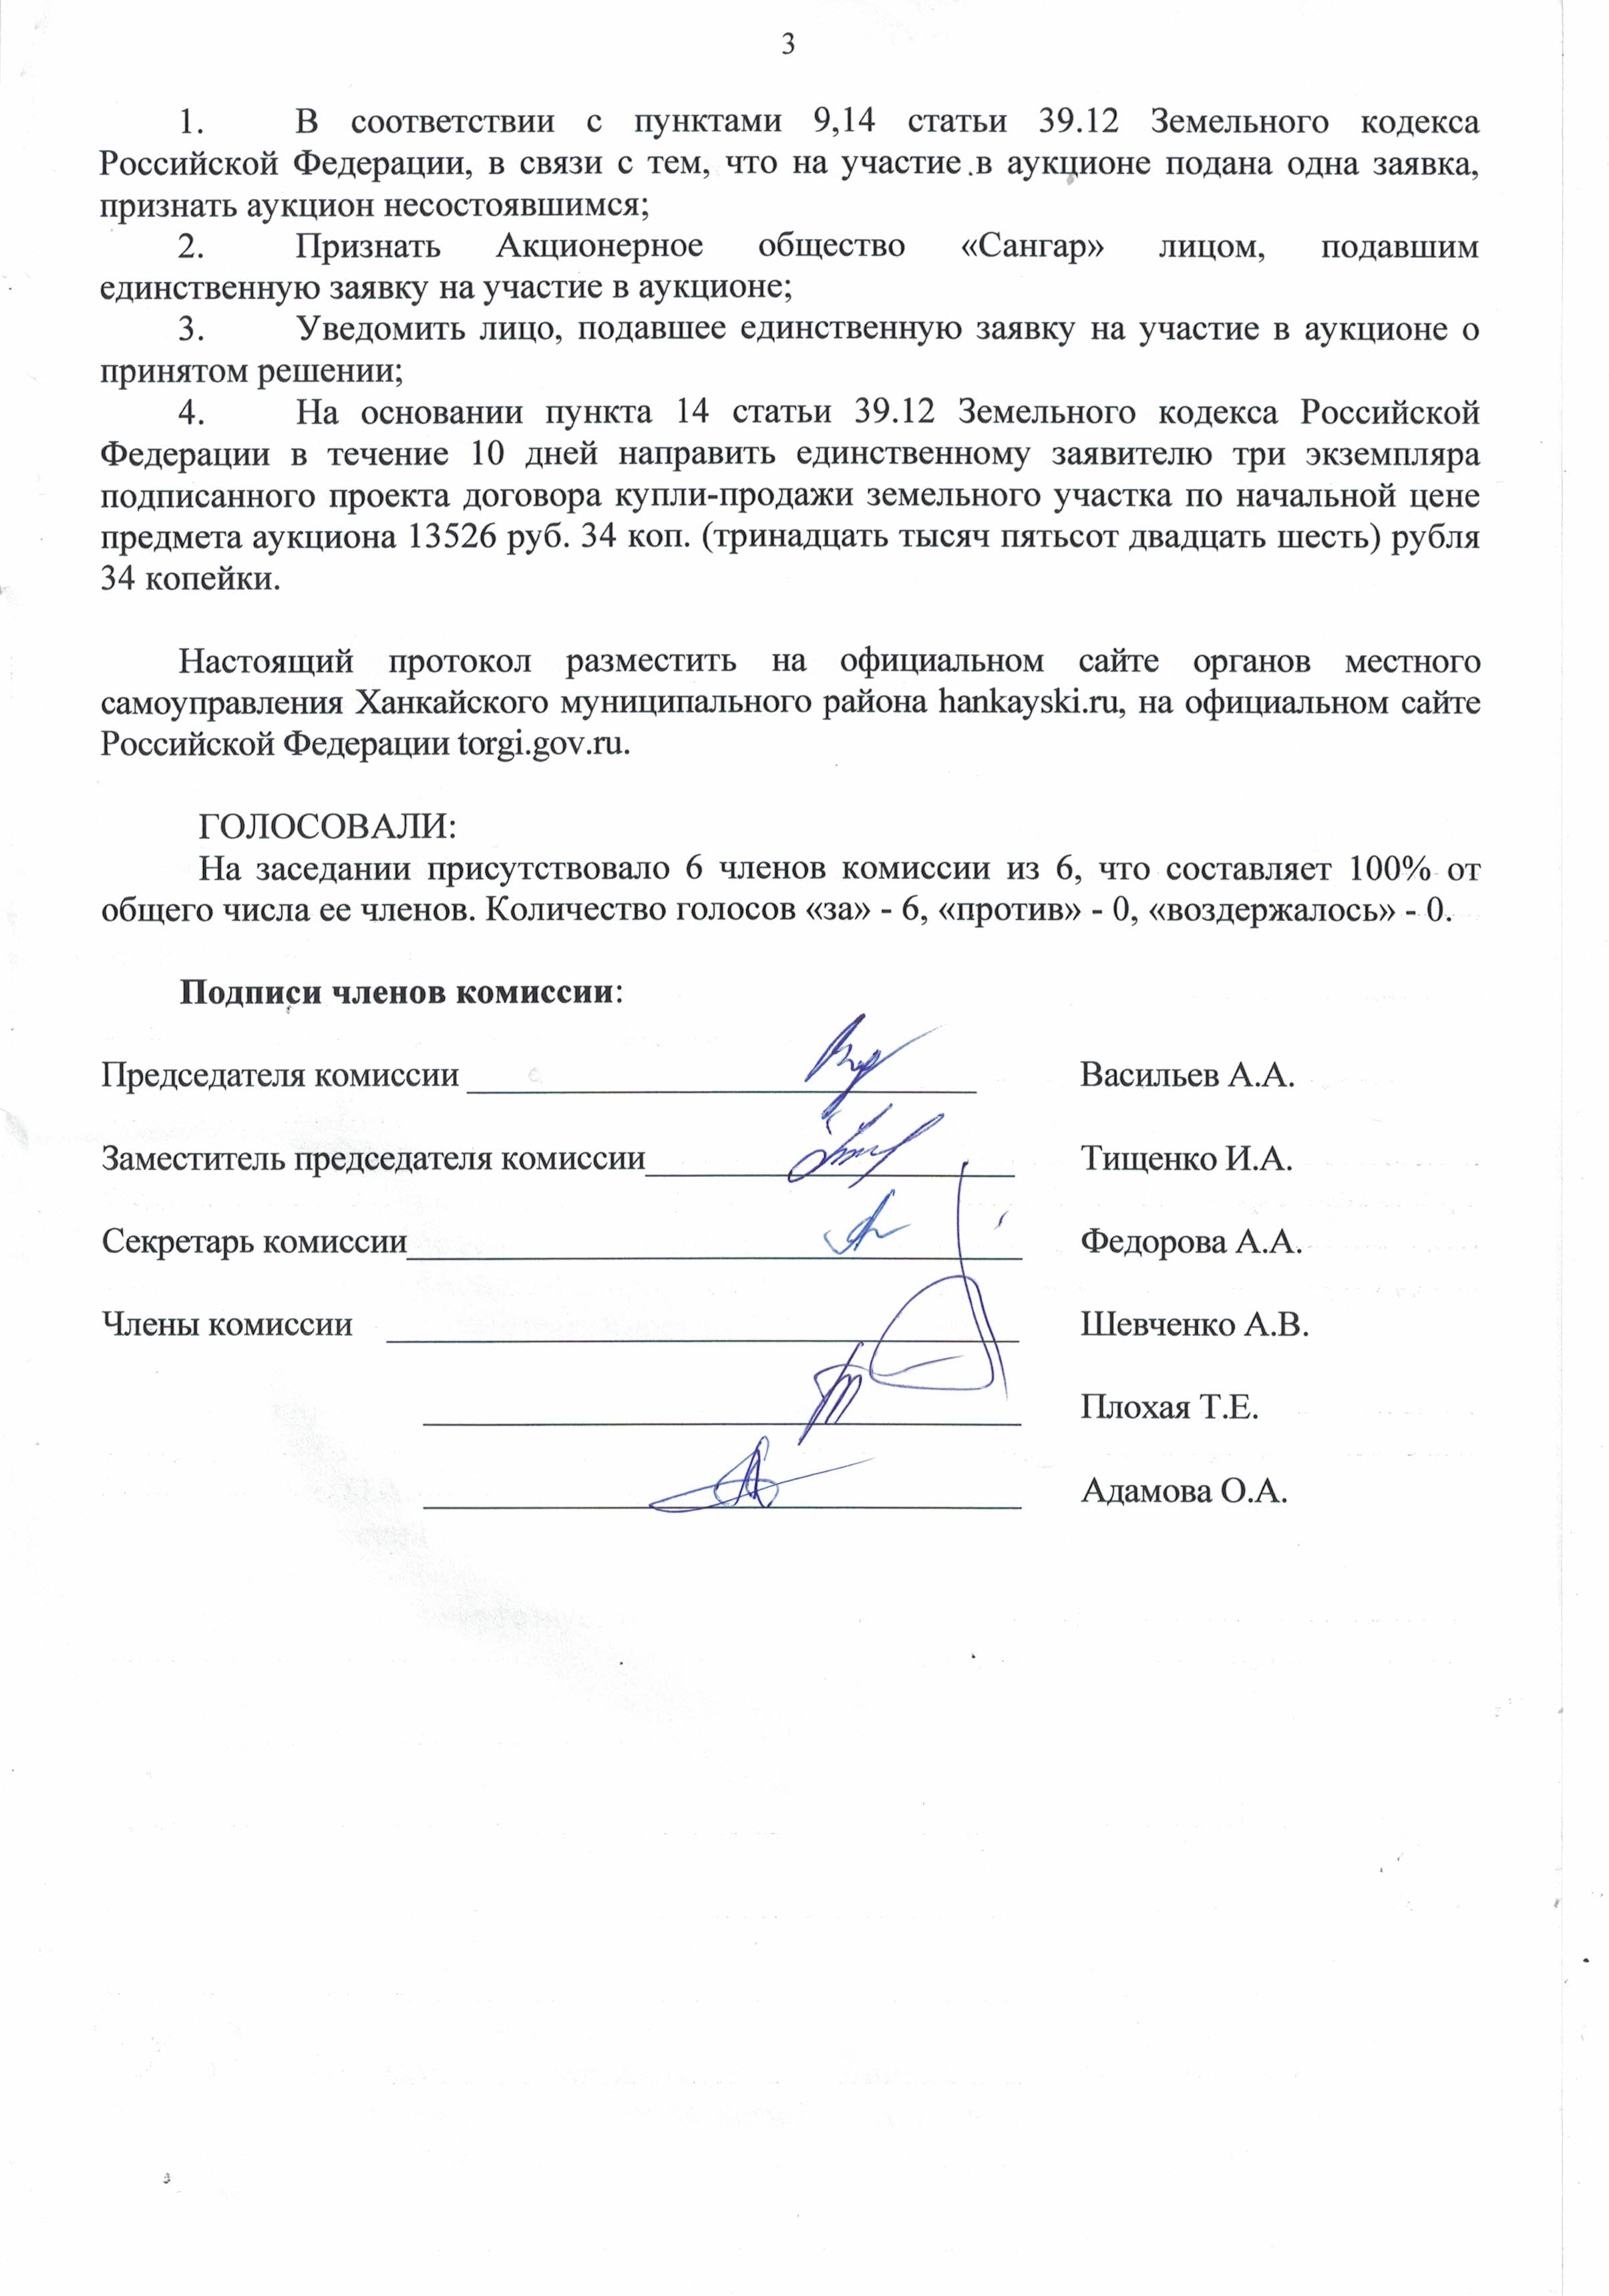 3
1. В соответствии с пунктами 9,14 статьи 39.12 Земельного кодекса
Российской Федерации, в связи с тем, что на участие в аукционе подана одна заявка,
признать аукцион несостоявшимся;
2. Признать Акционерное общество «Сангар» лицом, подавшим
единственную заявку на участие в аукционе;
3. Уведомить лицо, подавшее единственную заявку на участие в аукционе о
принятом решении;
4. На основании пункта 14 статьи 39.12 Земельного кодекса Российской
Федерации в течение 10 дней направить единственному заявителю три экземпляра
подписанного проекта договора купли-продажи земельного участка по начальной цене
предмета аукциона 13526 руб. 34 коп. (тринадцать тысяч пятьсот двадцать шесть) рубля
34 копейки.
Настоящий протокол разместить на официальном сайте органов местного
самоуправления Ханкайского муниципального района hankayski.ru, на официальном сайте
Российской Федерации torgi.gov.ru.
ГОЛОСОВАЛИ:
На заседании присутствовало 6 членов комиссии из 6, что составляет 100% от
общего числа ее членов. Количество голосов «за» - 6, «против» - 0, «воздержалось» - 0.
Подписи членов комиссии:
Председателя комиссии Васильев А.А.
Заместитель председателя комиссии Тищенко И.А.
Секретарь комиссии Федорова А.А.
Члены комиссии Шевченко А.В.
Плохая Т.Е.
Адамова О.А.